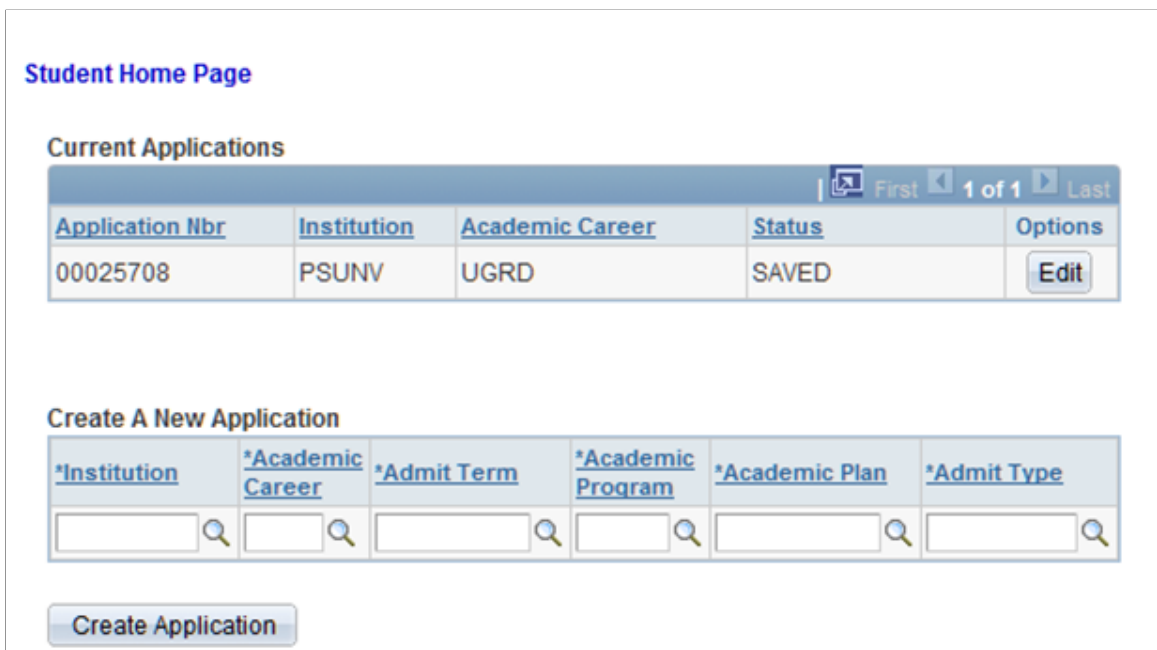 Student Home Page
Current Applications
| First 1 of 1 Last
Application Nbr Institution Academic Career Status Options
00025708 PSUNV UGRD SAVED Edit
Create A New Application
*Institution *Academic Career *Admit Term *Academic Program *Academic Plan *Admit Type
Create Application